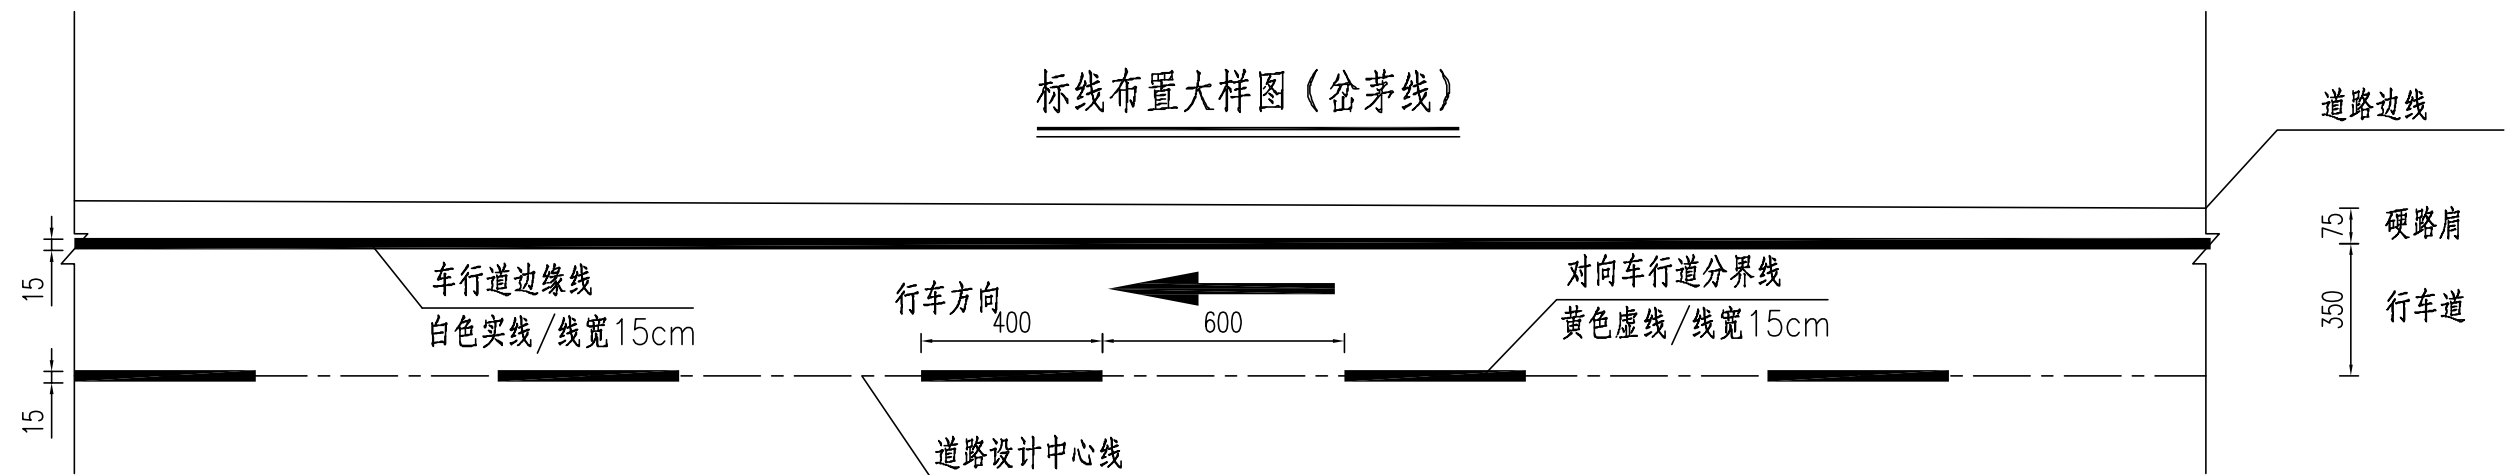 标线布置大样图（岔茅线）
道路边线
75
硬路肩
15
车行道边缘线
白色实线/线宽15cm
行车方向
对向车行道分界线
黄色虚线/线宽15cm
400
600
350
行车道
15
道路设计中心线